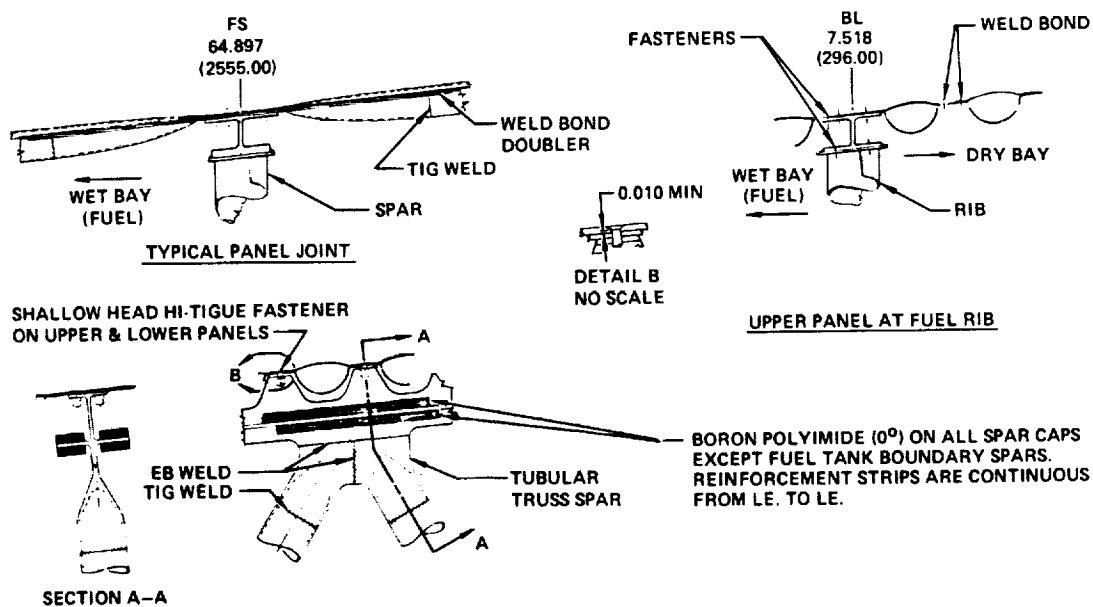 FS
64.897
(2555.00)
WELD BOND
DOUBLER
TIG WELD
WET BAY
(FUEL)
SPAR
TYPICAL PANEL JOINT
BL
7.518
(296.00)
FASTENERS
WELD BOND
DRY BAY
WET BAY
(FUEL)
RIB
0.010 MIN
DETAIL B
NO SCALE
UPPER PANEL AT FUEL RIB
SHALLOW HEAD HI-TIGUE FASTENER
ON UPPER & LOWER PANELS
A
B
EB WELD
TIG WELD
TUBULAR
TRUSS SPAR
A
BORON POLYIMIDE (0⁰) ON ALL SPAR CAPS
EXCEPT FUEL TANK BOUNDARY SPARS.
REINFORCEMENT STRIPS ARE CONTINUOUS
FROM LE. TO LE.
SECTION A–A